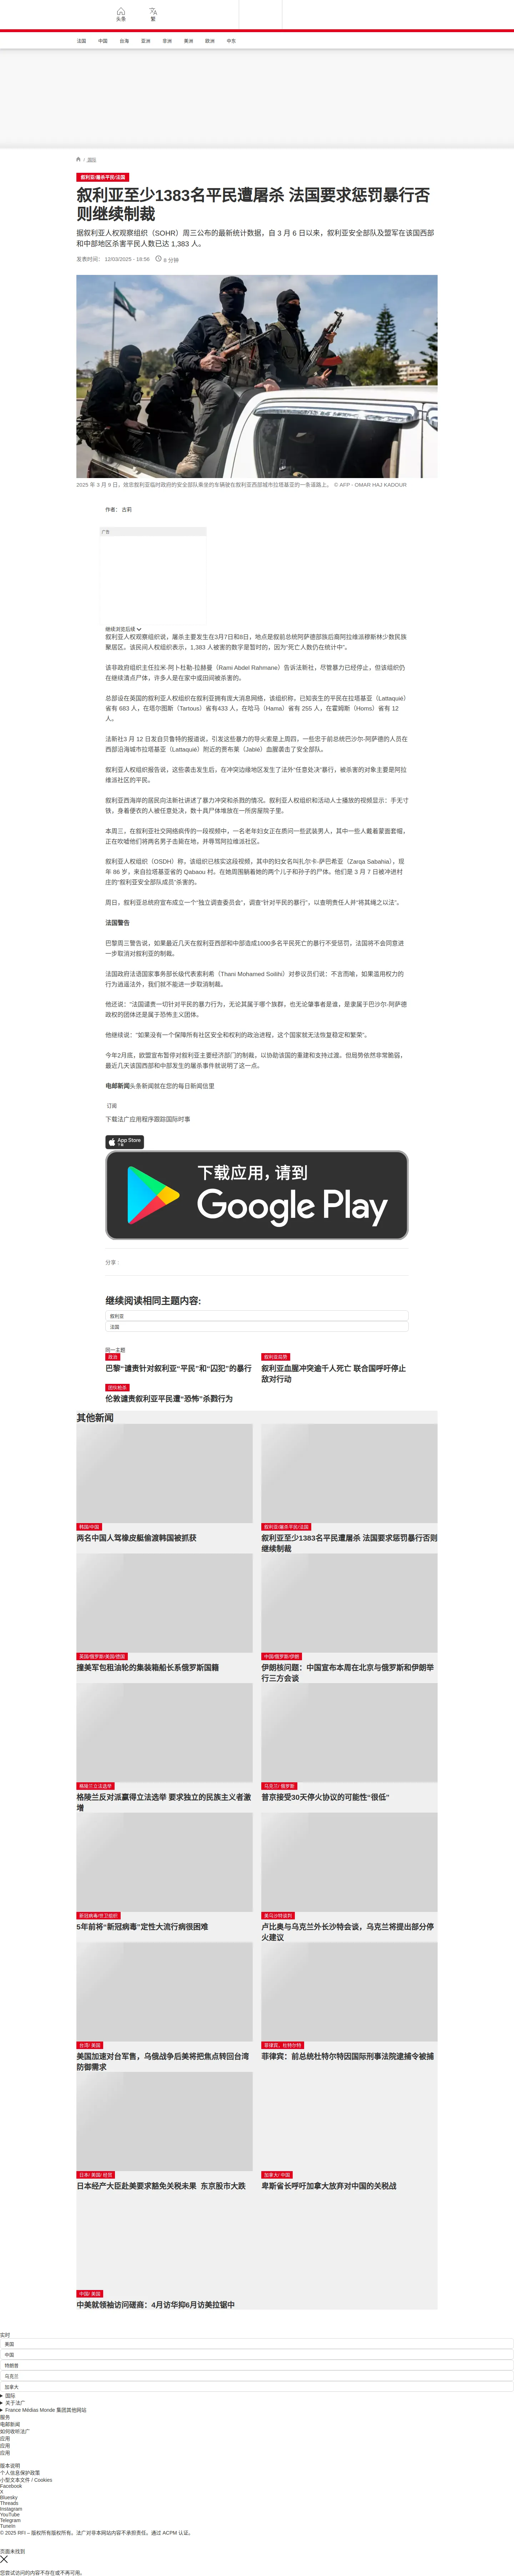 头条
繁
法国
中国
台海
亚洲
非洲
美洲
欧洲
中东
/ 国际
叙利亚/屠杀平民/法国
叙利亚至少1383名平民遭屠杀 法国要求惩罚暴行否
则继续制裁
据叙利亚人权观察组织（SOHR）周三公布的最新统计数据，自 3 月 6 日以来，叙利亚安全部队及盟军在该国西部
和中部地区杀害平民人数已达 1,383 人。
发表时间： 12/03/2025 - 18:56
6 分钟
2025 年 3 月 9 日，效忠叙利亚临时政府的安全部队乘坐的车辆驶在叙利亚西部城市拉塔基亚的一条道路上。 © AFP - OMAR HAJ KADOUR
作者： 古莉
广告
继续浏览后续
叙利亚人权观察组织说，屠杀主要发生在3月7日和8日，地点是叙前总统阿萨德部族后裔阿拉维派穆斯林少数民族
聚居区。该民间人权组织表示，1,383 人被害的数字是暂时的，因为"死亡人数仍在统计中"。
该非政府组织主任拉米·阿卜杜勒·拉赫曼（Rami Abdel Rahmane）告诉法新社，尽管暴力已经停止，但该组织仍
在继续清点尸体，许多人是在家中或田间被杀害的。
总部设在英国的叙利亚人权组织在叙利亚拥有庞大消息网络，该组织称，已知丧生的平民在拉塔基亚（Lattaquié）
省有 683 人，在塔尔图斯（Tartous）省有433 人，在哈马（Hama）省有 255 人，在霍姆斯（Homs）省有 12
人。
法新社3 月 12 日发自贝鲁特的报道说，引发这些暴力的导火索是上周四，一些忠于前总统巴沙尔·阿萨德的人员在
西部沿海城市拉塔基亚（Lattaquié）附近的贾布莱（Jablé）血腥袭击了安全部队。
叙利亚人权组织报告说，这些袭击发生后，在冲突边缘地区发生了法外"任意处决"暴行，被杀害的对象主要是阿拉
维派社区的平民。
叙利亚西海岸的居民向法新社讲述了暴力冲突和杀戮的情况。叙利亚人权组织和活动人士播放的视频显示：手无寸
铁，身着便衣的人被任意处决，数十具尸体堆放在一所房屋院子里。
本周三，在叙利亚社交网络疯传的一段视频中，一名老年妇女正在质问一些武装男人，其中一些人戴着蒙面套帽，
正在吹嘘他们将两名男子击毙在地，并辱骂阿拉维派社区。
叙利亚人权组织（OSDH）称，该组织已核实这段视频，其中的妇女名叫扎尔卡·萨巴希亚（Zarqa Sabahia），现
年 86 岁，来自拉塔基亚省的 Qabaou 村。在她周围躺着她的两个儿子和孙子的尸体。他们是 3 月 7 日被冲进村
庄的"叙利亚安全部队成员"杀害的。
周日，叙利亚总统府宣布成立一个"独立调查委员会"，调查"针对平民的暴行"，以查明责任人并"将其绳之以法"。
法国警告
巴黎周三警告说，如果最近几天在叙利亚西部和中部造成1000多名平民死亡的暴行不受惩罚，法国将不会同意进
一步取消对叙利亚的制裁。
法国政府法语国家事务部长级代表索利希（Thani Mohamed Soilihi）对参议员们说：不言而喻，如果滥用权力的
行为逍遥法外，我们就不能进一步取消制裁。
他还说："法国谴责一切针对平民的暴力行为，无论其属于哪个族群，也无论肇事者是谁，是隶属于巴沙尔·阿萨德
政权的团体还是属于恐怖主义团体。
他继续说："如果没有一个保障所有社区安全和权利的政治进程，这个国家就无法恢复稳定和繁荣"。
今年2月底，欧盟宣布暂停对叙利亚主要经济部门的制裁，以协助该国的重建和支持过渡。但局势依然非常脆弱，
最近几天该国西部和中部发生的屠杀事件就说明了这一点。
电邮新闻头条新闻就在您的每日新闻信里
订阅
下载法广应用程序跟踪国际时事
App Store
下载
下载应用，请到
Google Play
分享 :
继续阅读相同主题内容:
叙利亚
法国
同一主题
政治
巴黎“谴责针对叙利亚“平民”和“囚犯”的暴行
叙利亚局势
叙利亚血腥冲突逾千人死亡 联合国呼吁停止
敌对行动
恐怖被杀
伦敦谴责叙利亚平民遭“恐怖”杀戮行为
其他新闻
韩国/中国
两名中国人驾橡皮艇偷渡韩国被抓获
叙利亚/屠杀平民/法国
叙利亚至少1383名平民遭屠杀 法国要求惩罚暴行否则
继续制裁
英国/俄罗斯/美国/德国
撞美军包租油轮的集装箱船长系俄罗斯国籍
中国/俄罗斯/伊朗
伊朗核问题：中国宣布本周在北京与俄罗斯和伊朗举
行三方会谈
格陵兰立法选举
格陵兰反对派赢得立法选举 要求独立的民族主义者激
增
乌克兰/ 俄罗斯
普京接受30天停火协议的可能性“很低”
新冠病毒/世卫组织
5年前将“新冠病毒”定性大流行病很困难
美乌沙特谈判
卢比奥与乌克兰外长沙特会谈，乌克兰将提出部分停
火建议
台湾/ 美国
美国加速对台军售，乌俄战争后美将把焦点转回台湾
防御需求
菲律宾、杜特尔特
菲律宾：前总统杜特尔特因国际刑事法院逮捕令被捕
日本/ 美国/ 经贸
日本经产大臣赴美要求豁免关税未果 东京股市大跌
加拿大/ 中国
卑斯省长呼吁加拿大放弃对中国的关税战
中国/ 美国
中美就领袖访问磋商：4月访华抑6月访美拉锯中
实时
美国
中国
特朗普
乌克兰
加拿大
国际
关于法广
France Médias Monde 集团其他网站
服务
电邮新闻
如何收听法广
应用
应用
应用
版本说明
个人信息保护政策
小型文本文件 / Cookies
Facebook
X
Bluesky
Threads
Instagram
YouTube
Telegram
TuneIn
© 2025 RFI – 版权所有版权所有。法广对非本网站内容不承担责任。通过 ACPM 认证。
页面未找到
您尝试访问的内容不存在或不再可用。